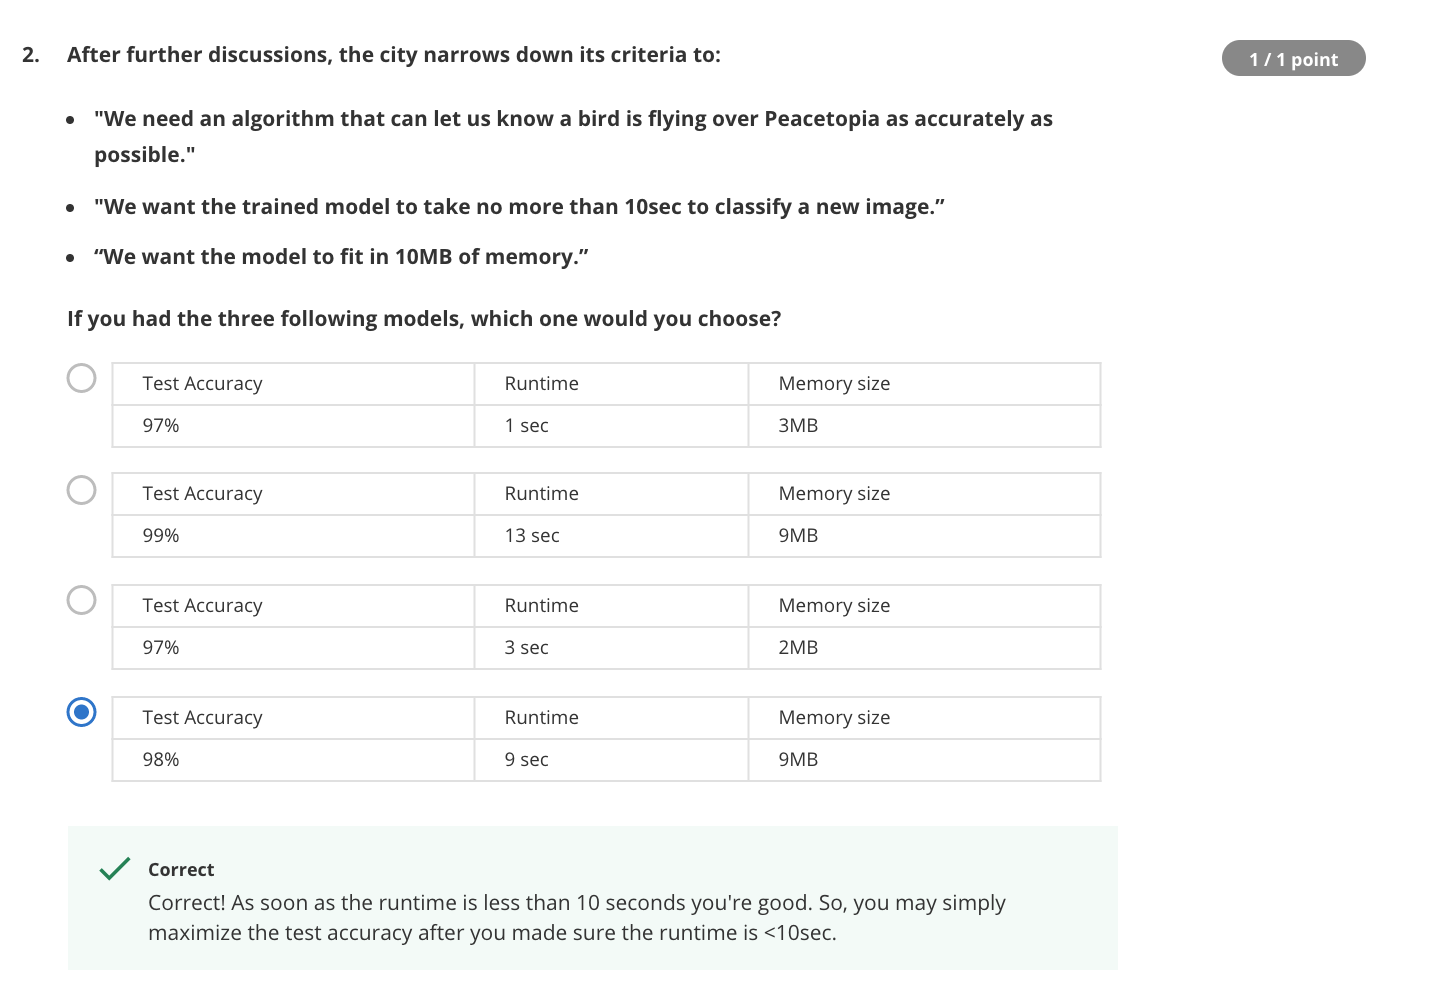 2. After further discussions, the city narrows down its criteria to:
1 / 1 point
• "We need an algorithm that can let us know a bird is flying over Peacetopia as accurately as
possible."
• "We want the trained model to take no more than 10sec to classify a new image.”
• “We want the model to fit in 10MB of memory.”
If you had the three following models, which one would you choose?
Test Accuracy Runtime Memory size
97% 1 sec 3MB
Test Accuracy Runtime Memory size
99% 13 sec 9MB
Test Accuracy Runtime Memory size
97% 3 sec 2MB
Test Accuracy Runtime Memory size
98% 9 sec 9MB
Correct
Correct! As soon as the runtime is less than 10 seconds you're good. So, you may simply
maximize the test accuracy after you made sure the runtime is <10sec.